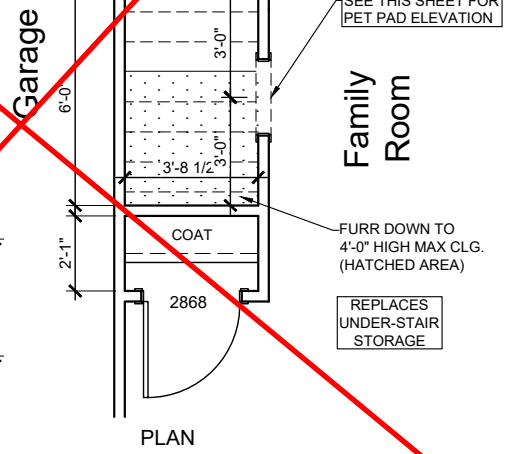 SEE THIS SHEET FOR
PET PAD ELEVATION
Garage
6'-0"
3'-0"
3'-0"
Family
Room
3'-8 1/2"
2'-1"
COAT
FURR DOWN TO
4'-0" HIGH MAX CLG.
(HATCHED AREA)
2868
REPLACES
UNDER-STAIR
STORAGE
PLAN